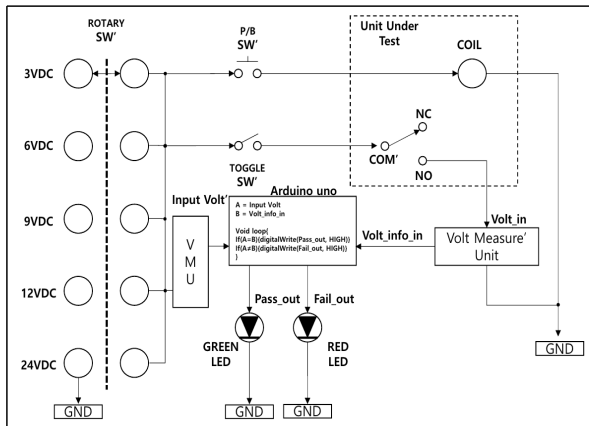 ROTARY
SW'
P/B
SW'
Unit Under
Test
COIL
3VDC
NC
6VDC
COM'
TOGGLE
SW'
NO
Input Volt'
Arduino uno
A = Input Volt
B = Volt_info_in
Void loop(
If(A=B)(digitalWrite(Pass_out, HIGH))
If(A≠B)(digitalWrite(Fail_out, HIGH))
)
9VDC
V
M
U
Volt_info_in
Volt_in
Volt Measure'
Unit
12VDC
Pass_out
Fail_out
GREEN
LED
RED
LED
GND
24VDC
GND
GND
GND